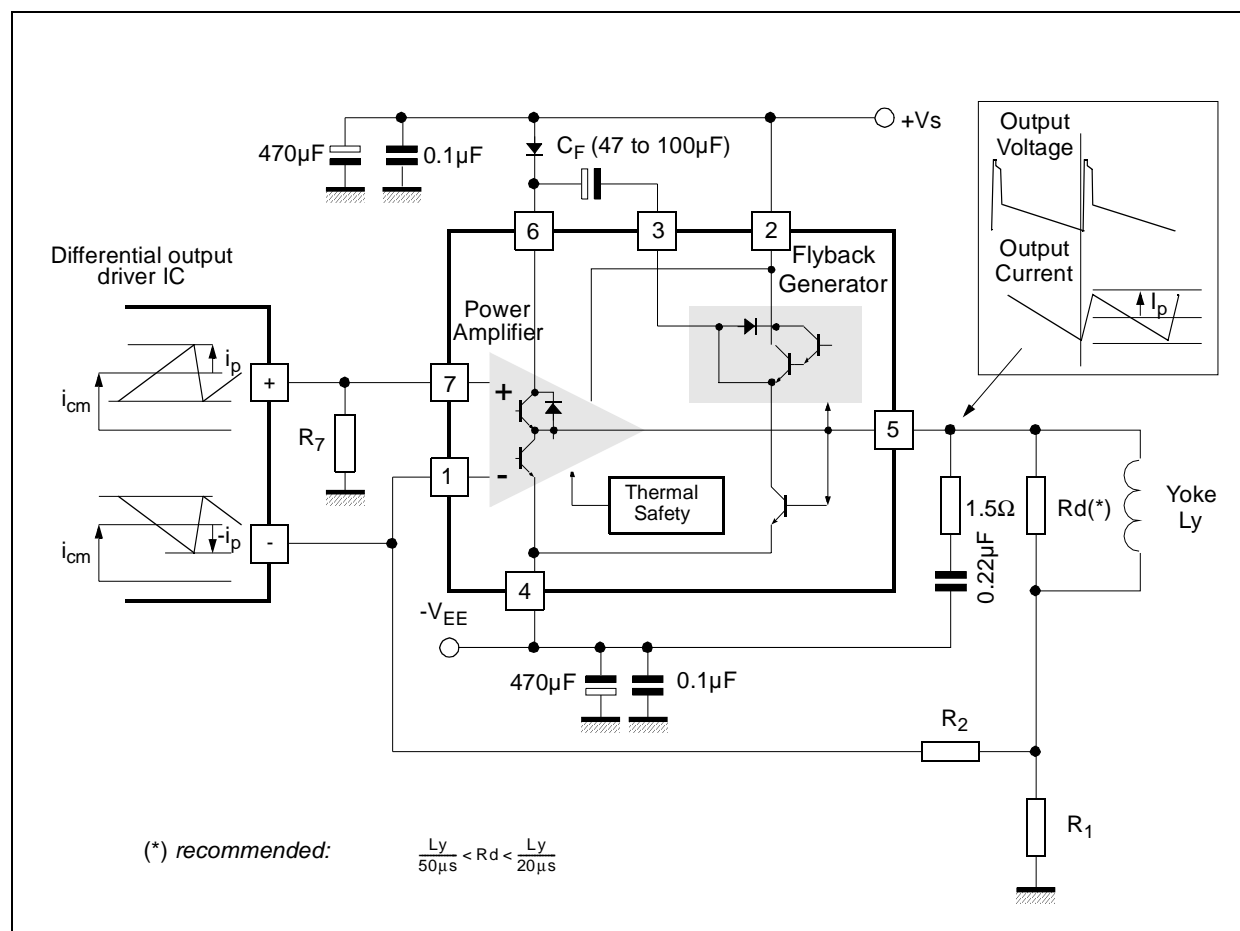 +Vs
Output
Voltage
470µF
0.1µF
C_F (47 to 100µF)
6
3
2
Output
Current
Differential output
driver IC
Flyback
Generator
Power
Amplifier
I_p
i_p
i_cm
+
7
+
5
R_7
1
-
Thermal
Safety
1.5Ω
Rd(*)
Yoke
Ly
-i_p
i_cm
-
0.22µF
4
-V_EE
470µF
0.1µF
R_2
R_1
(*) recommended: Ly/50µs < Rd < Ly/20µs